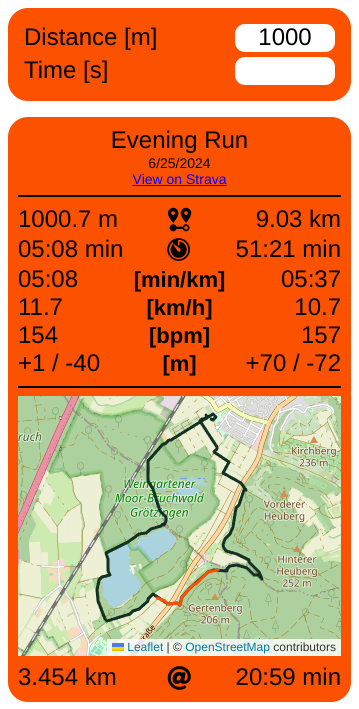 Distance [m] 1000
Time [s]
Evening Run
6/25/2024
View on Strava
1000.7 m 9.03 km
05:08 min 51:21 min
05:08 [min/km] 05:37
11.7 [km/h] 10.7
154 [bpm] 157
+1 / -40 [m] +70 / -72
ruch
Kirchberg
236 m
Weingartener
Moor-Bruchwald
Grötzingen
Vorderer
Heuberg
Hinterer
Heuberg
252 m
Gertenberg
206 m
raße
Leaflet | © OpenStreetMap contributors
3.454 km @ 20:59 min